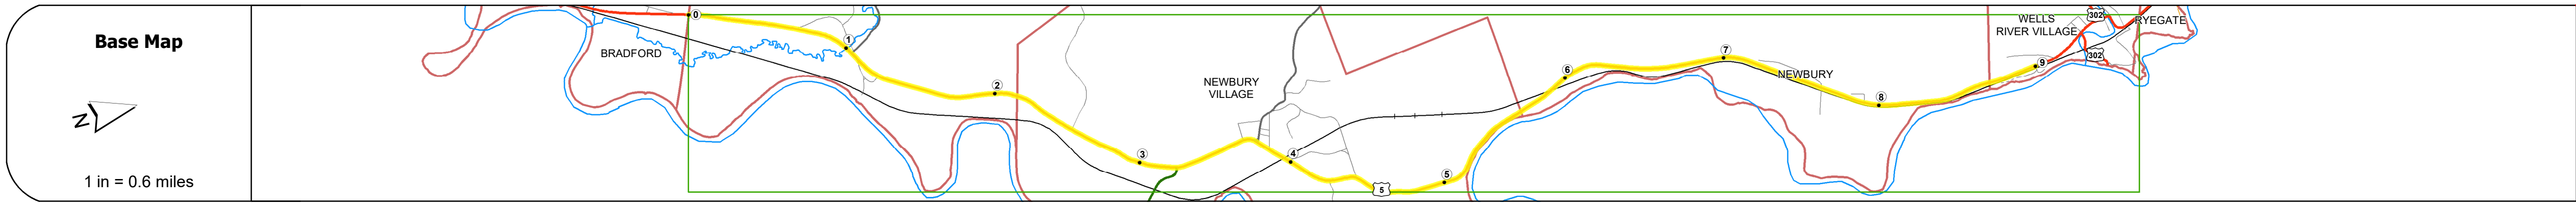 Base Map
N
1 in = 0.6 miles
BRADFORD
0
1
2
3
NEWBURY
VILLAGE
4
5
5
6
7
NEWBURY
8
9
WELLS
RIVER VILLAGE
302
302
RYEGATE